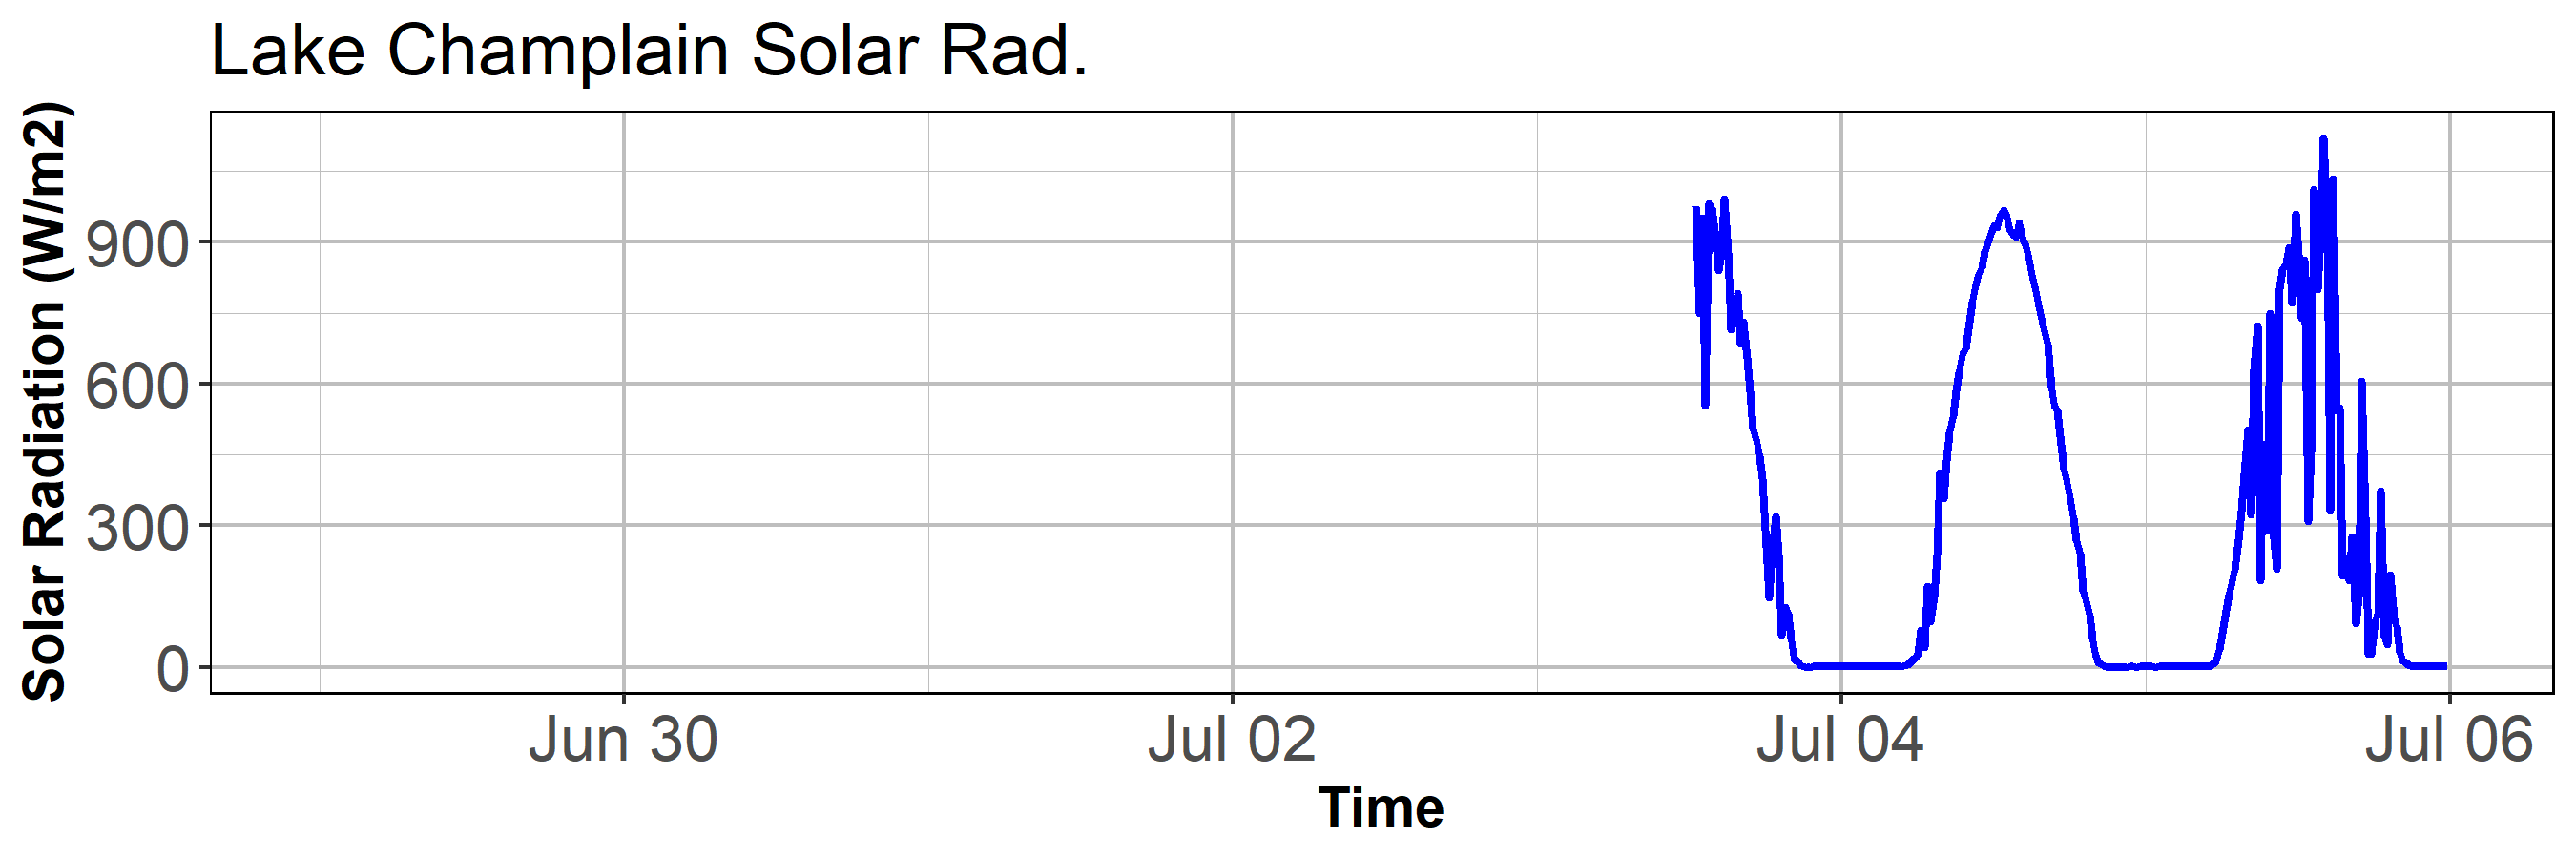 Lake Champlain Solar Rad.
Solar Radiation (W/m2)
900
600
300
0
Jun 30
Jul 02
Jul 04
Jul 06
Time